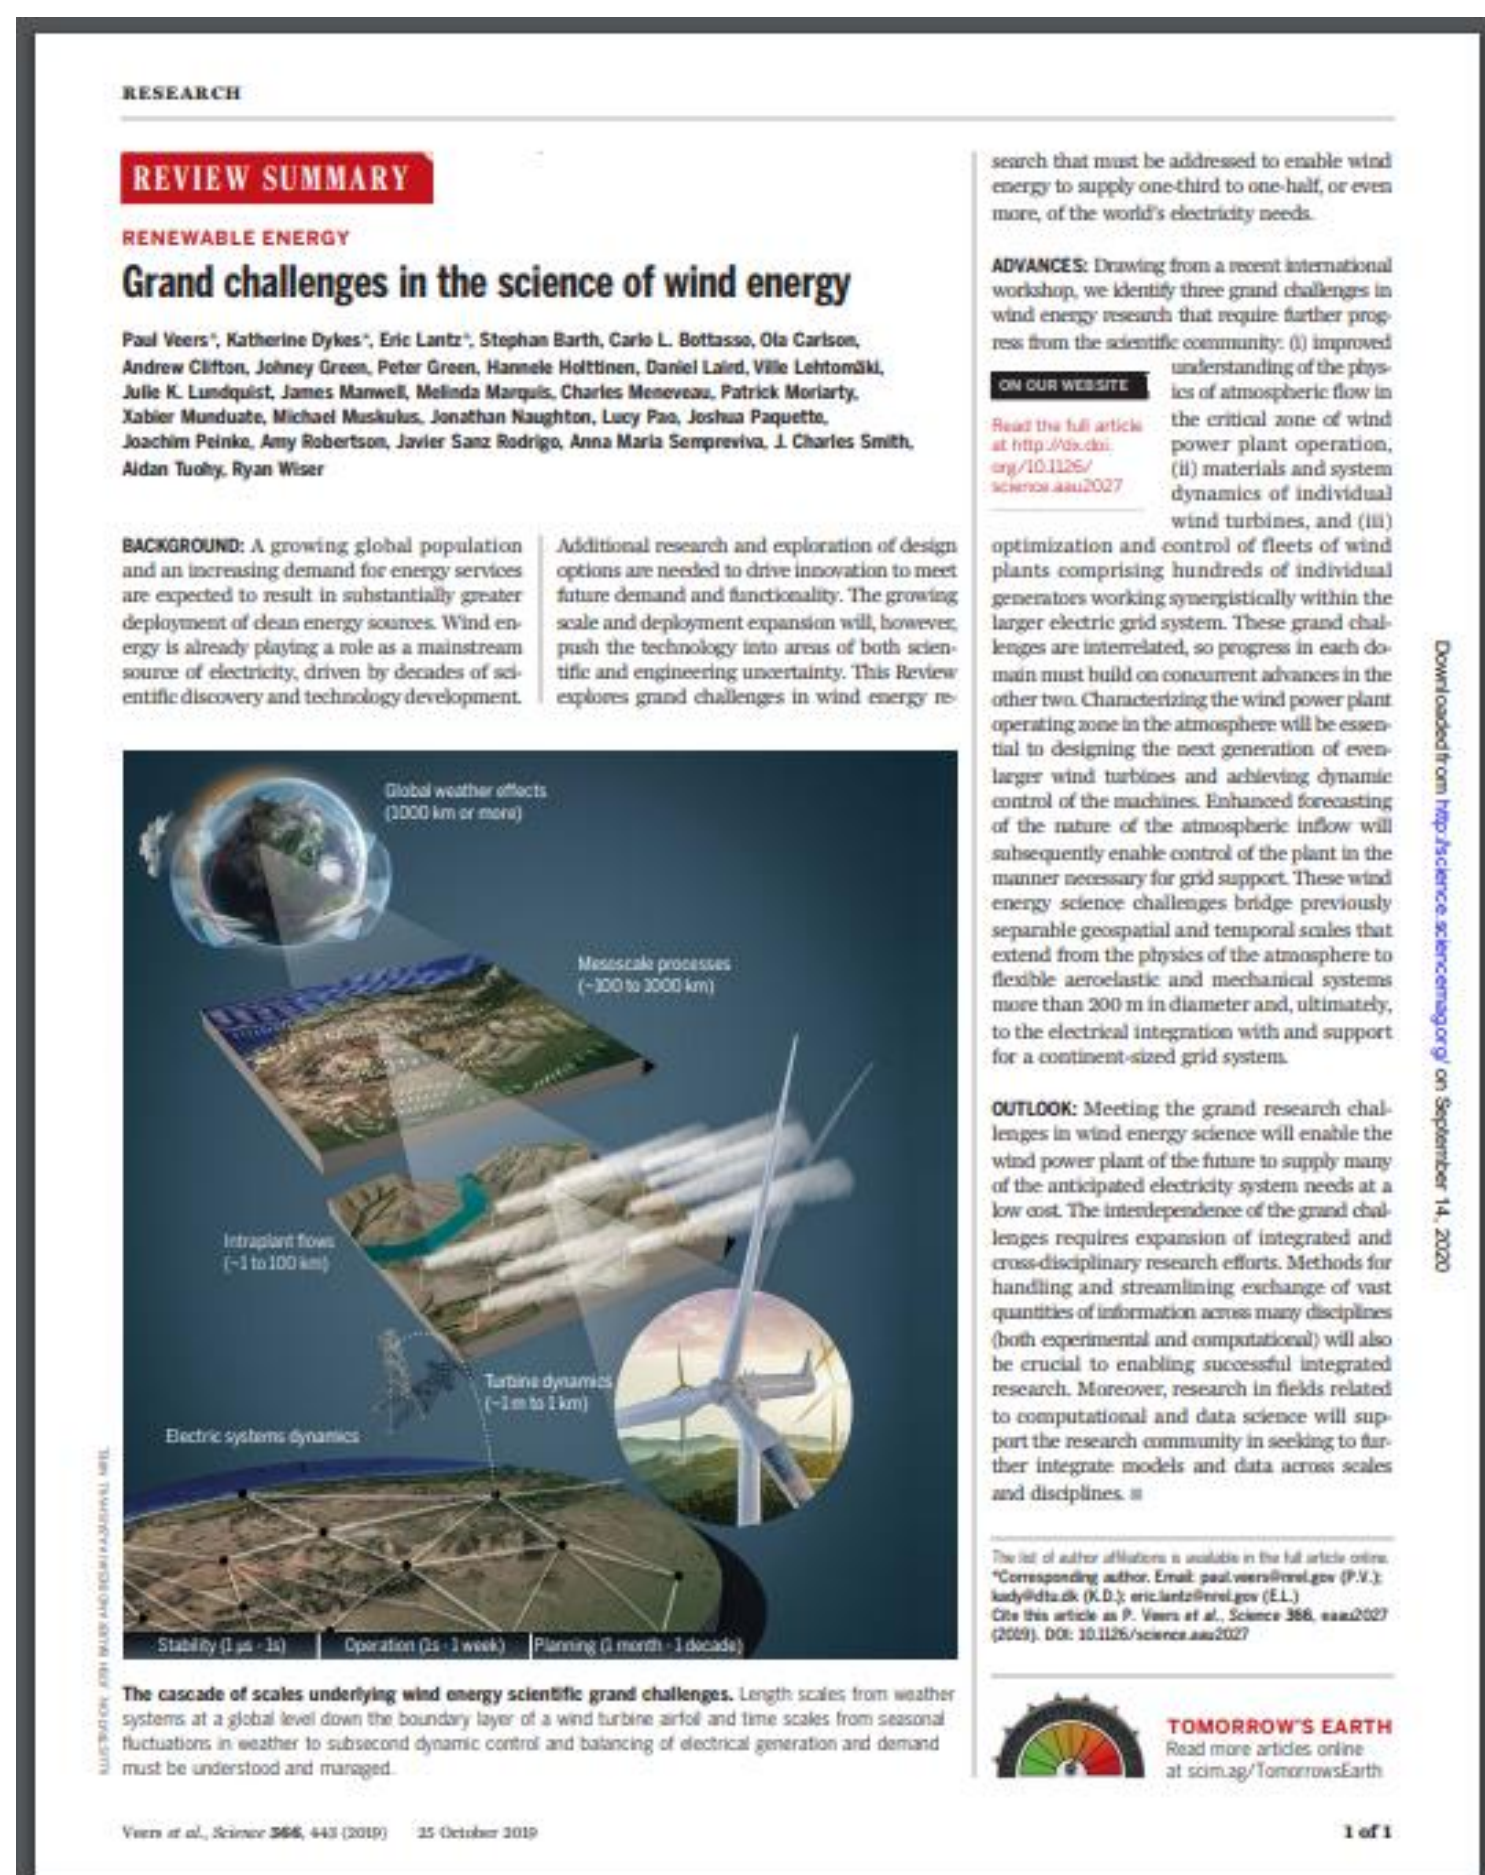 RESEARCH
REVIEW SUMMARY
RENEWABLE ENERGY
Grand challenges in the science of wind energy
Paul Veers*, Katherine Dykes*, Eric Lantz*, Stephan Barth, Carlo L. Bottasso, Ola Carlson,
Andrew Clifton, Johney Green, Peter Green, Hannele Holttinen, Daniel Laird, Ville Lehtomäki,
Julie K. Lundquist, James Manwell, Melinda Marquis, Charles Meneveau, Patrick Moriarty,
Xabier Munduate, Michael Muskulus, Jonathan Naughton, Lucy Pao, Joshua Paquette,
Joachim Peinke, Amy Robertson, Javier Sanz Rodrigo, Anna Maria Sempreviva, J. Charles Smith,
Aidan Tuohy, Ryan Wiser
BACKGROUND: A growing global population
and an increasing demand for energy services
are expected to result in substantially greater
deployment of clean energy sources. Wind en-
ergy is already playing a role as a mainstream
source of electricity, driven by decades of sci-
entific discovery and technology development.
Additional research and exploration of design
options are needed to drive innovation to meet
future demand and functionality. The growing
scale and deployment expansion will, however,
push the technology into areas of both scien-
tific and engineering uncertainty. This Review
explores grand challenges in wind energy re-
search that must be addressed to enable wind
energy to supply one-third to one-half, or even
more, of the world's electricity needs.
ADVANCES: Drawing from a recent international
workshop, we identify three grand challenges in
wind energy research that require further prog-
ress from the scientific community: (i) improved
understanding of the phys-
ics of atmospheric flow in
the critical zone of wind
power plant operation,
(ii) materials and system
dynamics of individual
wind turbines, and (iii)
optimization and control of fleets of wind
plants comprising hundreds of individual
generators working synergistically within the
larger electric grid system. These grand chal-
lenges are interrelated, so progress in each do-
main must build on concurrent advances in the
other two. Characterizing the wind power plant
operating zone in the atmosphere will be essen-
tial to designing the next generation of even-
larger wind turbines and achieving dynamic
control of the machines. Enhanced forecasting
of the nature of the atmospheric inflow will
subsequently enable control of the plant in the
manner necessary for grid support. These wind
energy science challenges bridge previously
separable geospatial and temporal scales that
extend from the physics of the atmosphere to
flexible aeroelastic and mechanical systems
more than 200 m in diameter and, ultimately,
to the electrical integration with and support
for a continent-sized grid system.
ON OUR WEBSITE
Read the full article
at http://dx.doi.
org/10.1126/
science.aau2027
OUTLOOK: Meeting the grand research chal-
lenges in wind energy science will enable the
wind power plant of the future to supply many
of the anticipated electricity system needs at a
low cost. The interdependence of the grand chal-
lenges requires expansion of integrated and
cross-disciplinary research efforts. Methods for
handling and streamlining exchange of vast
quantities of information across many disciplines
(both experimental and computational) will also
be crucial to enabling successful integrated
research. Moreover, research in fields related
to computational and data science will sup-
port the research community in seeking to fur-
ther integrate models and data across scales
and disciplines.
The list of author affiliations is available in the full article online.
*Corresponding author. Email: paul.veers@nrel.gov (P.V.);
kady@dtu.dk (K.D.); eric.lantz@nrel.gov (E.L.)
Cite this article as P. Veers et al., Science 366, eaau2027
(2019). DOI: 10.1126/science.aau2027
TOMORROW'S EARTH
Read more articles online
at scim.ag/TomorrowsEarth
Global weather effects
(1000 km or more)
Mesoscale processes
(~100 to 1000 km)
Intraplant flows
(~1 to 100 km)
Turbine dynamics
(~1 m to 1 km)
Electric systems dynamics
Stability (1 µs - 1s)
Operation (1s - 1 week)
Planning (1 month - 1 decade)
The cascade of scales underlying wind energy scientific grand challenges. Length scales from weather
systems at a global level down the boundary layer of a wind turbine airfoil and time scales from seasonal
fluctuations in weather to subsecond dynamic control and balancing of electrical generation and demand
must be understood and managed.
Veers et al., Science 366, 443 (2019) 25 October 2019
1 of 1
Downloaded from http://science.sciencemag.org/ on September 14, 2020